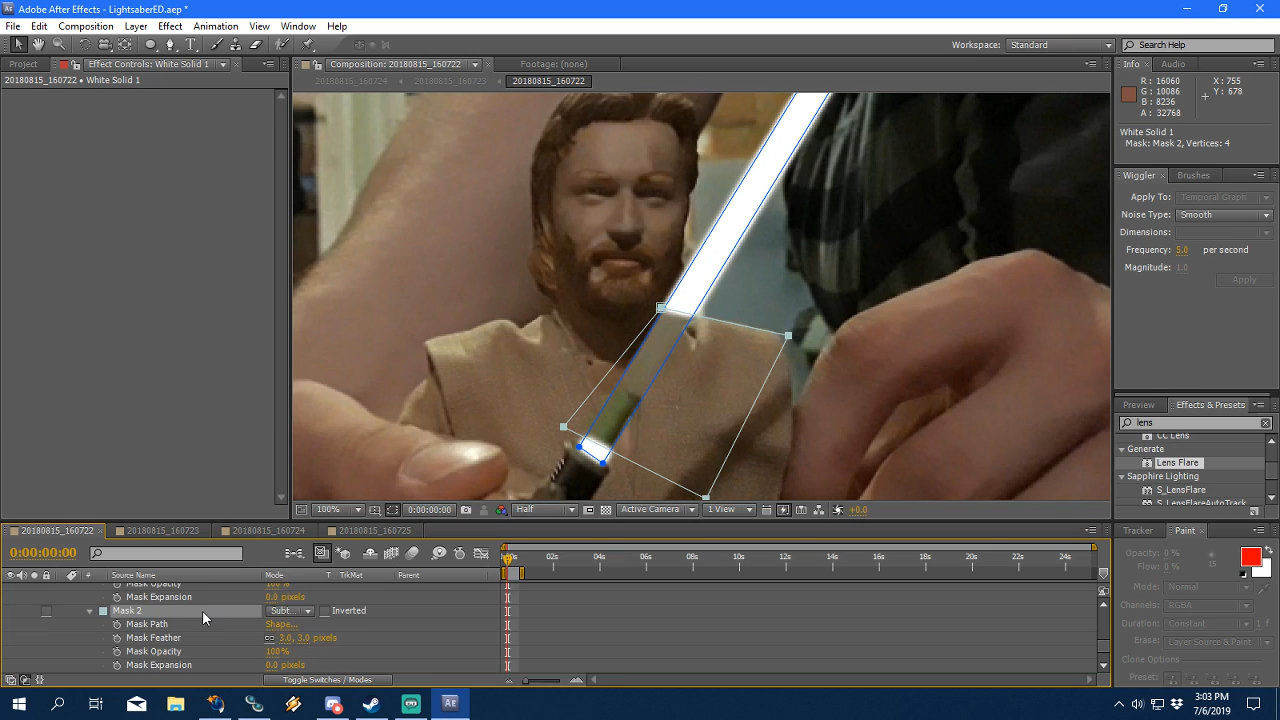 Adobe After Effects - LightsaberED.aep *
File Edit Composition Layer Effect Animation View Window Help
Workspace: Standard Search Help
Project Effect Controls: White Solid 1 Composition: 20180815_160722 Footage: (none) Info Audio
20180815_160722 • White Solid 1 20180815_160724 20180815_160723 20180815_160722
R : 16060 X : 755
G : 10086 Y : 678
B : 8236
A : 32768
White Solid 1
Mask: Mask 2, Vertices: 4
Wiggler Brushes
Apply To: Temporal Graph
Noise Type: Smooth
Dimensions:
Frequency: 5.0 per second
Magnitude: 1.0
Apply
Preview Effects & Presets
lens
CC Lens
Generate
Lens Flare
Sapphire Lighting
S_LensFlare
S_LensFlareAutoTrack
100% 0:00:00:00 Half Active Camera 1 View +0.0
20180815_160722 20180815_160723 20180815_160724 20180815_160725 Tracker Paint
0:00:00:00
02s 04s 06s 08s 10s 12s 14s 16s 18s 20s 22s 24s
# Source Name Mode T TrkMat Parent
Mask Opacity 100%
Mask Expansion 0.0 pixels
Mask 2 Subt... Inverted
Mask Path Shape...
Mask Feather 3.0, 3.0 pixels
Mask Opacity 100%
Mask Expansion 0.0 pixels
Toggle Switches / Modes
Opacity: 0 %
Flow: 0 % 15
Mode: Normal
Channels: RGBA
Duration: Constant 1 f
Erase: Layer Source & Paint
Clone Options
Preset:
Ae
3:03 PM
7/6/2019